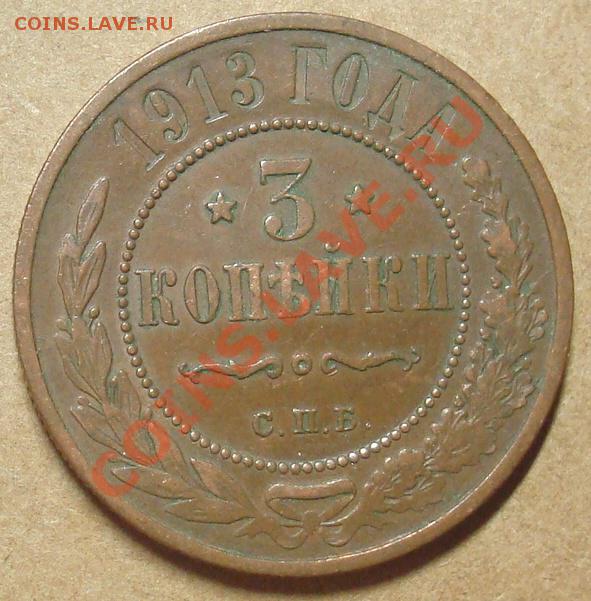 COINS.LAVE.RU
1913 ГОДА
3
КОПѢЙКИ
С.П.Б.
COINS.LAVE.RU